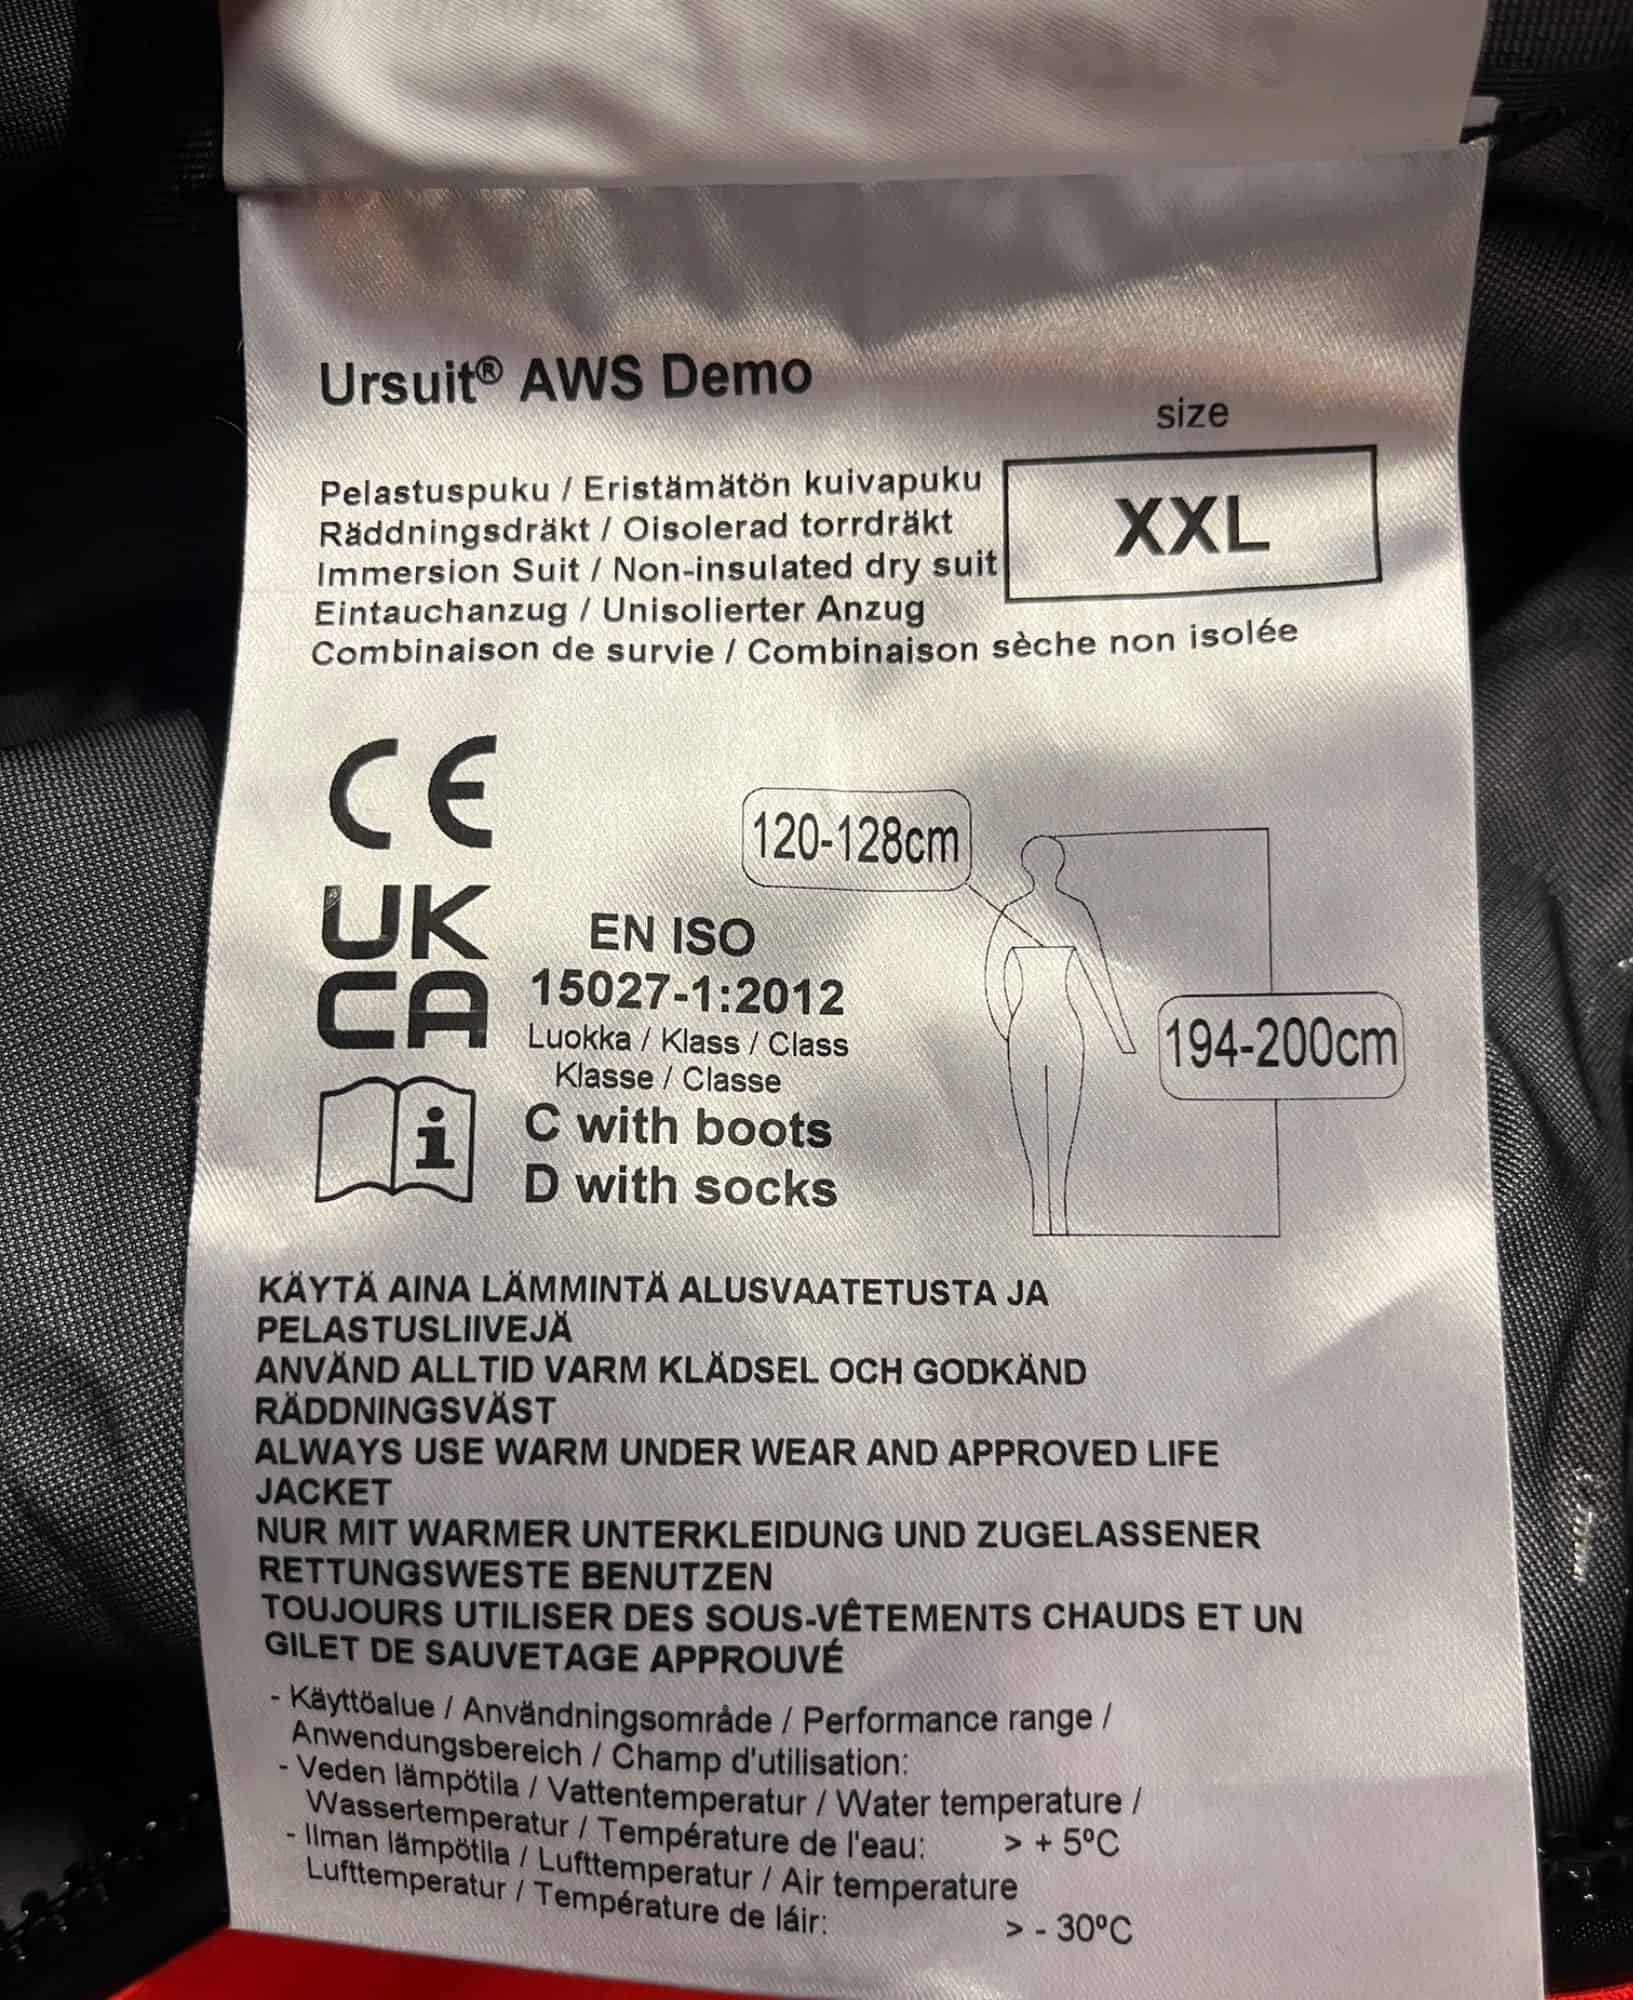 Ursuit® AWS Demo
size
XXL
Pelastuspuku / Eristämätön kuivapuku
Räddningsdräkt / Oisolerad torrdräkt
Immersion Suit / Non-insulated dry suit
Eintauchanzug / Unisolierter Anzug
Combinaison de survie / Combinaison sèche non isolée
CE
UK
CA
EN ISO
15027-1:2012
Luokka / Klass / Class
Klasse / Classe
C with boots
D with socks
i
120-128cm
194-200cm
KÄYTÄ AINA LÄMMINTÄ ALUSVAATETUSTA JA
PELASTUSLIIVEJÄ
ANVÄND ALLTID VARM KLÄDSEL OCH GODKÄND
RÄDDNINGSVÄST
ALWAYS USE WARM UNDER WEAR AND APPROVED LIFE
JACKET
NUR MIT WARMER UNTERKLEIDUNG UND ZUGELASSENER
RETTUNGSWESTE BENUTZEN
TOUJOURS UTILISER DES SOUS-VÊTEMENTS CHAUDS ET UN
GILET DE SAUVETAGE APPROUVÉ
- Käyttöalue / Användningsområde / Performance range /
Anwendungsbereich / Champ d'utilisation:
- Veden lämpötila / Vattentemperatur / Water temperature /
Wassertemperatur / Température de l'eau: > + 5ºC
- Ilman lämpötila / Lufttemperatur / Air temperature
Lufttemperatur / Température de láir: > - 30ºC